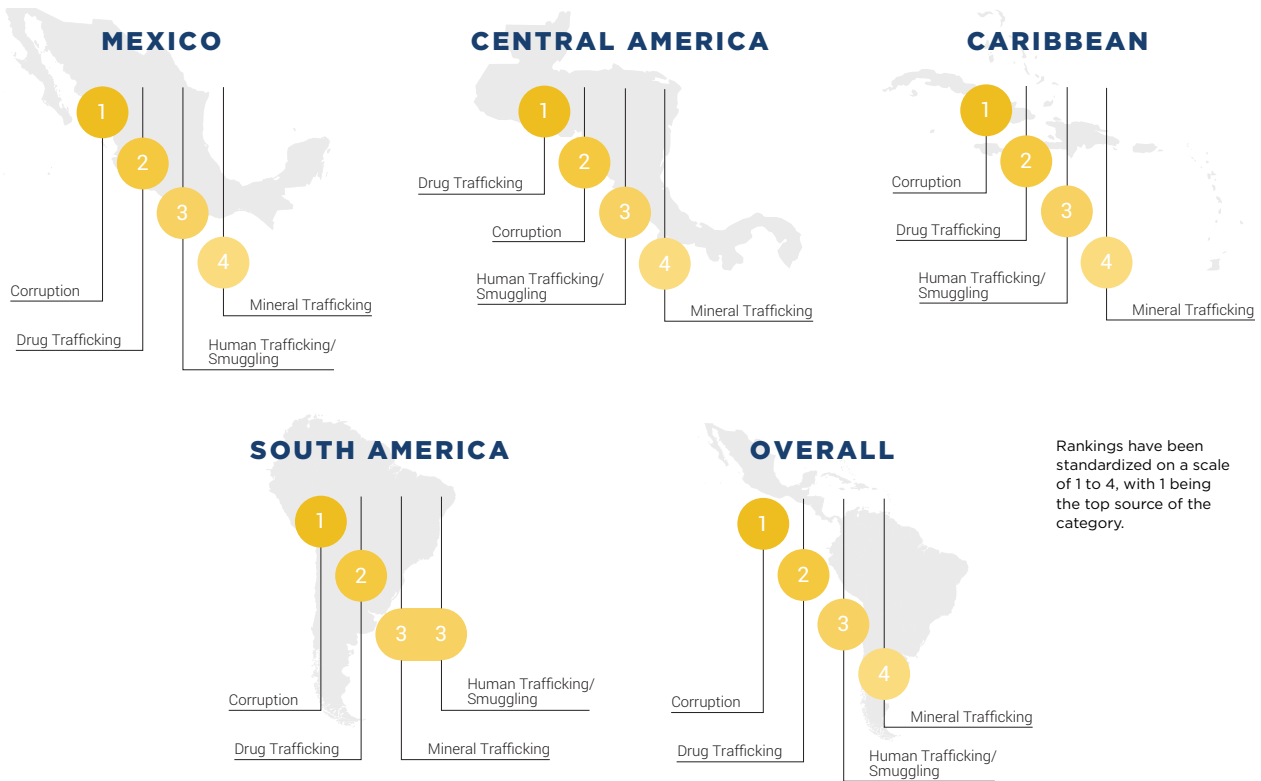 MEXICO
1
2
3
4
Corruption
Drug Trafficking
Human Trafficking/
Smuggling
Mineral Trafficking
CENTRAL AMERICA
1
2
3
4
Drug Trafficking
Corruption
Human Trafficking/
Smuggling
Mineral Trafficking
CARIBBEAN
1
2
3
4
Corruption
Drug Trafficking
Human Trafficking/
Smuggling
Mineral Trafficking
SOUTH AMERICA
1
2
3 3
Corruption
Drug Trafficking
Mineral Trafficking
Human Trafficking/
Smuggling
OVERALL
1
2
3
4
Corruption
Drug Trafficking
Human Trafficking/
Smuggling
Mineral Trafficking
Rankings have been
standardized on a scale
of 1 to 4, with 1 being
the top source of the
category.